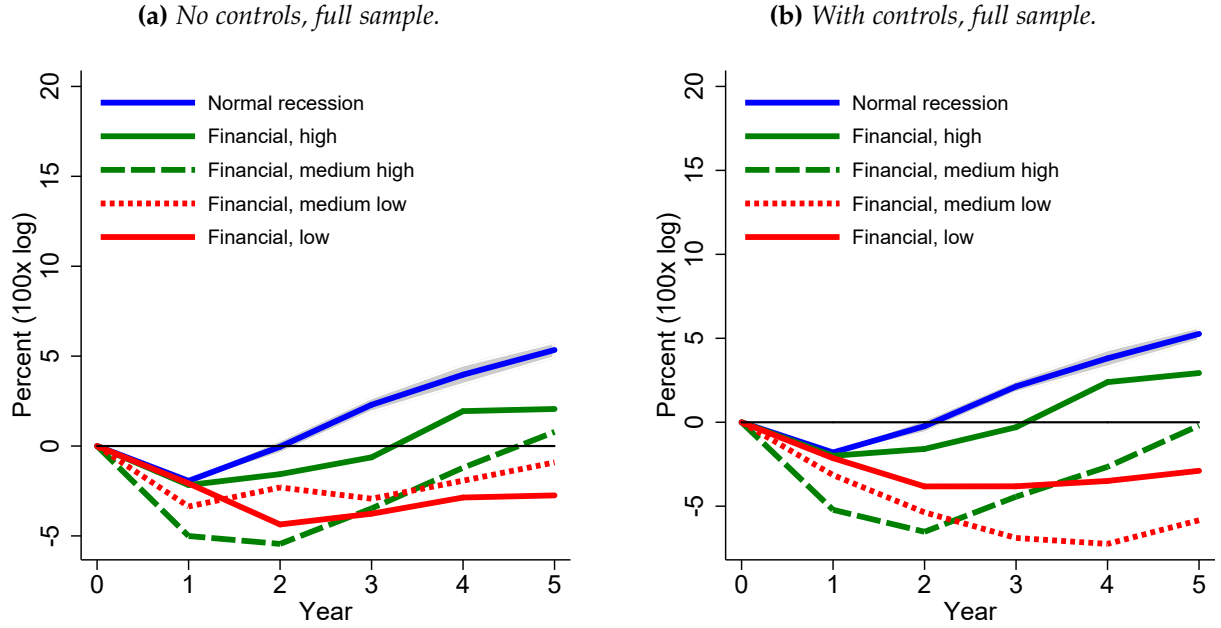 (a) No controls, full sample.
Percent (100x log)
20
15
10
5
0
-5
Normal recession
Financial, high
Financial, medium high
Financial, medium low
Financial, low
0 1 2 3 4 5
Year
(b) With controls, full sample.
Percent (100x log)
20
15
10
5
0
-5
Normal recession
Financial, high
Financial, medium high
Financial, medium low
Financial, low
0 1 2 3 4 5
Year